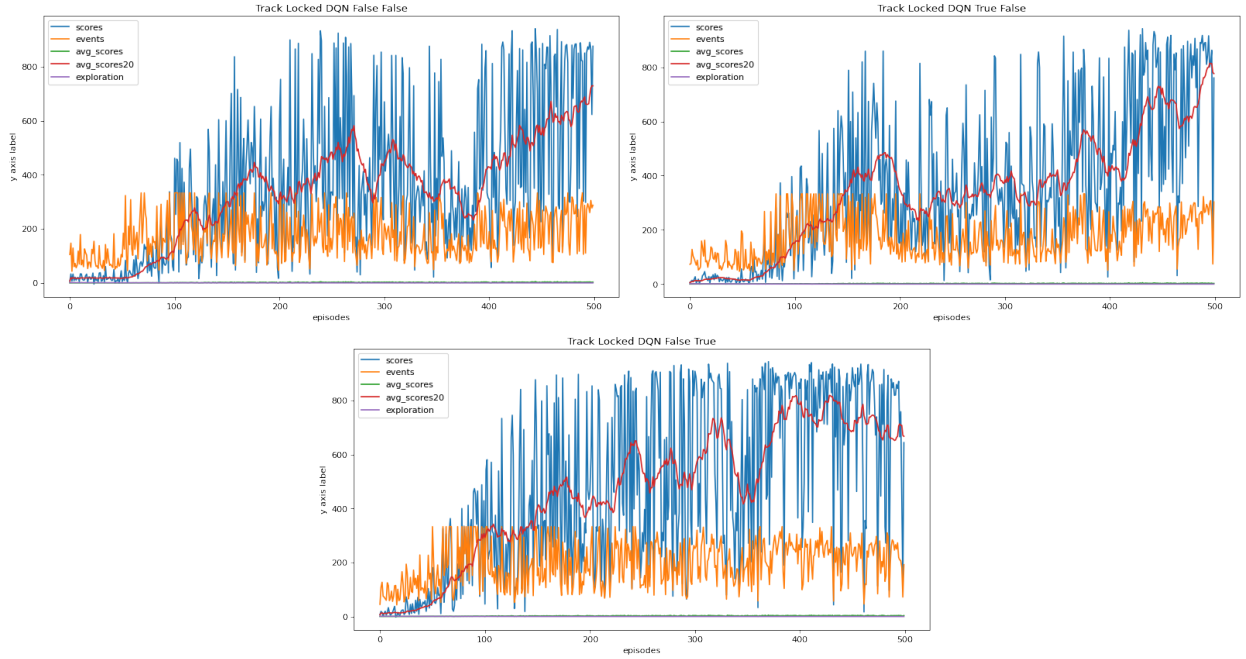 Track Locked DQN False False
scores
events
avg_scores
avg_scores20
exploration
y axis label
800
600
400
200
0
0 100 200 300 400 500
episodes
Track Locked DQN True False
scores
events
avg_scores
avg_scores20
exploration
y axis label
800
600
400
200
0
0 100 200 300 400 500
episodes
Track Locked DQN False True
scores
events
avg_scores
avg_scores20
exploration
y axis label
800
600
400
200
0
0 100 200 300 400 500
episodes